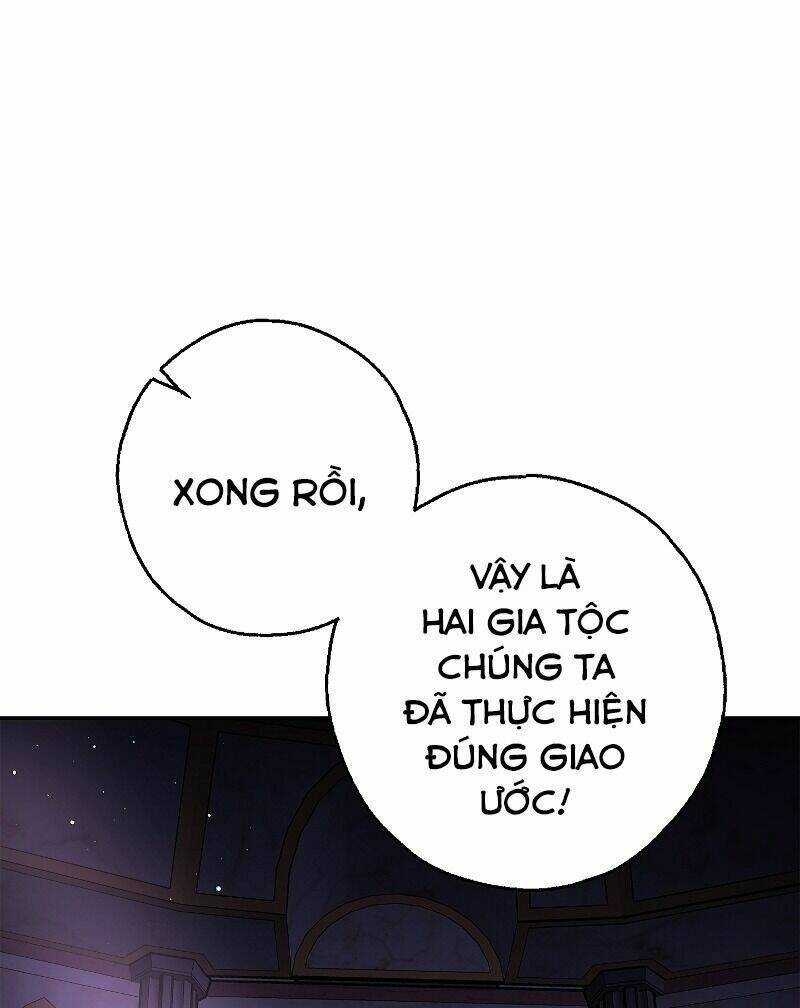 XONG RỒI,
VẬY LÀ
HAI GIA TỘC
CHÚNG TA
ĐÃ THỰC HIỆN
ĐÚNG GIAO
ƯỚC!